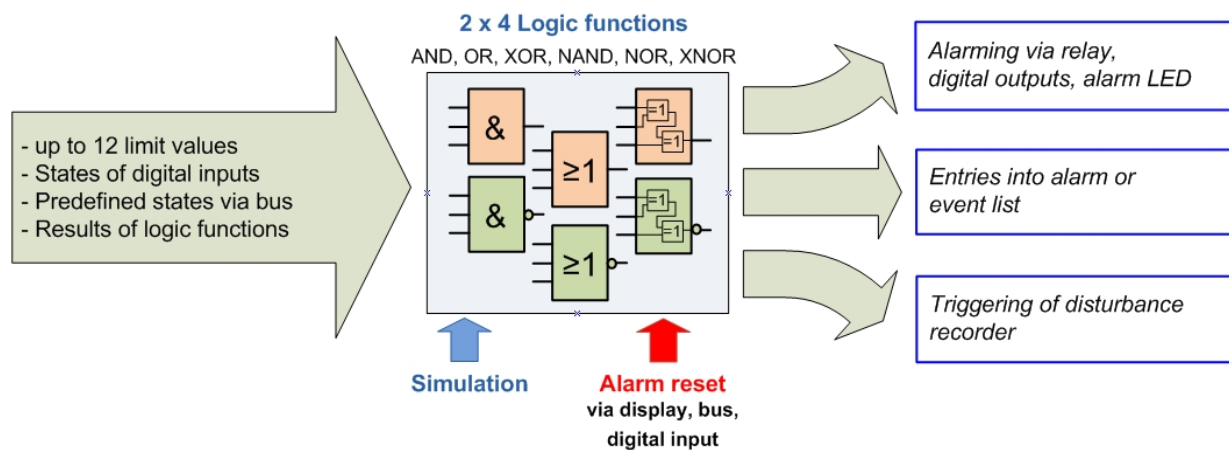 2 x 4 Logic functions
AND, OR, XOR, NAND, NOR, XNOR
- up to 12 limit values
- States of digital inputs
- Predefined states via bus
- Results of logic functions
&
≥1
=1
=1
&
≥1
=1
=1
Simulation
Alarm reset
via display, bus,
digital input
Alarming via relay,
digital outputs, alarm LED
Entries into alarm or
event list
Triggering of disturbance
recorder